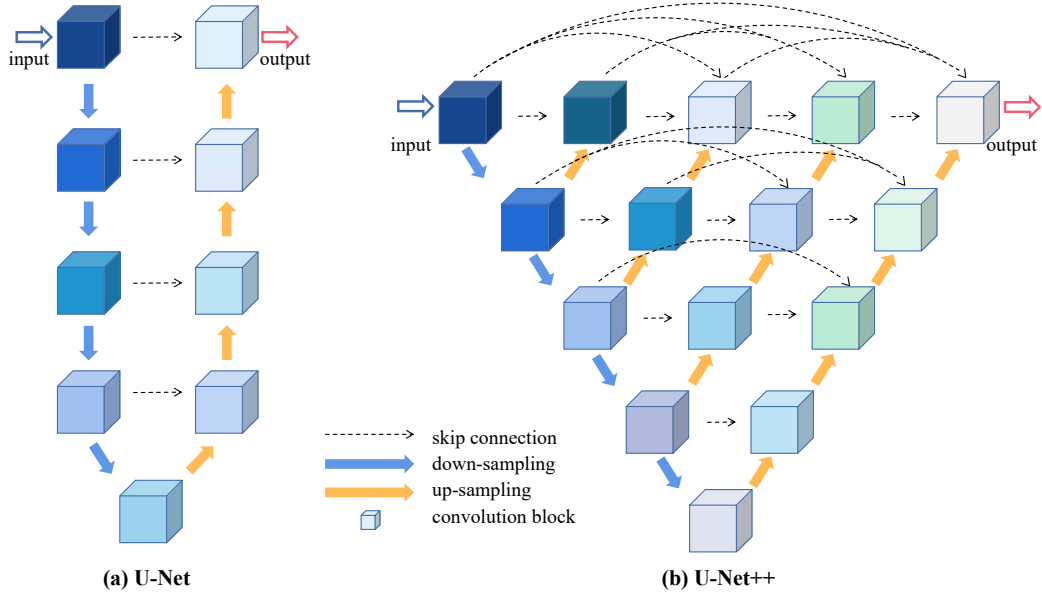 input
output
input
output
skip connection
down-sampling
up-sampling
convolution block
(a) U-Net
(b) U-Net++